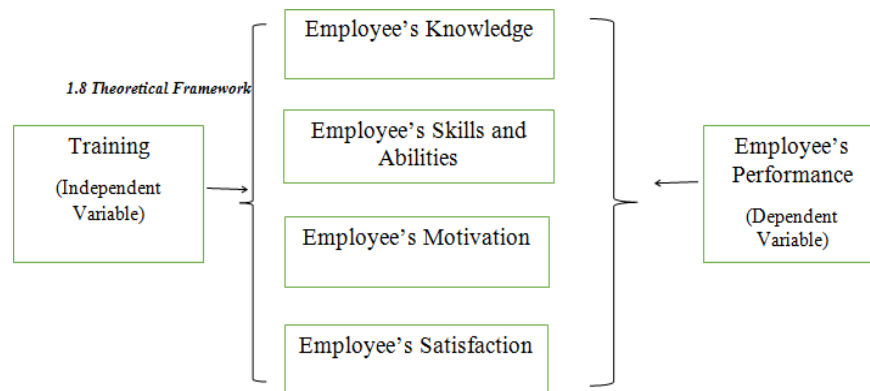 Employee's Knowledge
1.8 Theoretical Framework
Employee's Skills and
Abilities
Training
(Independent
Variable)
Employee's
Performance
(Dependent
Variable)
Employee's Motivation
Employee's Satisfaction